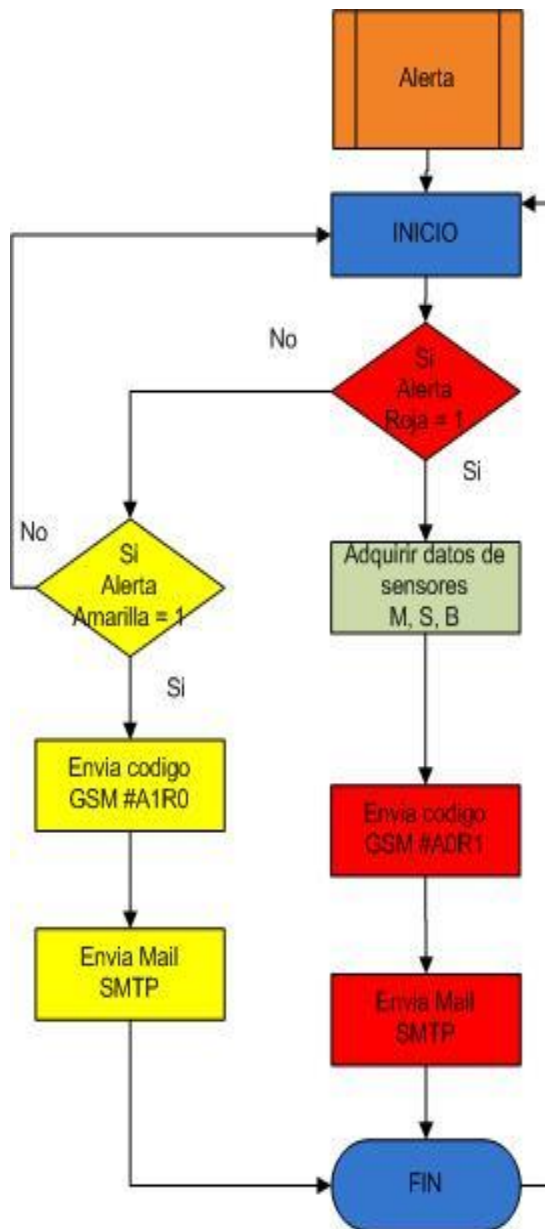 Alerta
INICIO
No
Si
Alerta
Roja = 1
Si
No
Si
Alerta
Amarilla = 1
Adquirir datos de
sensores
M, S, B
Si
Envia codigo
GSM #A1R0
Envia codigo
GSM #A0R1
Envia Mail
SMTP
Envia Mail
SMTP
FIN